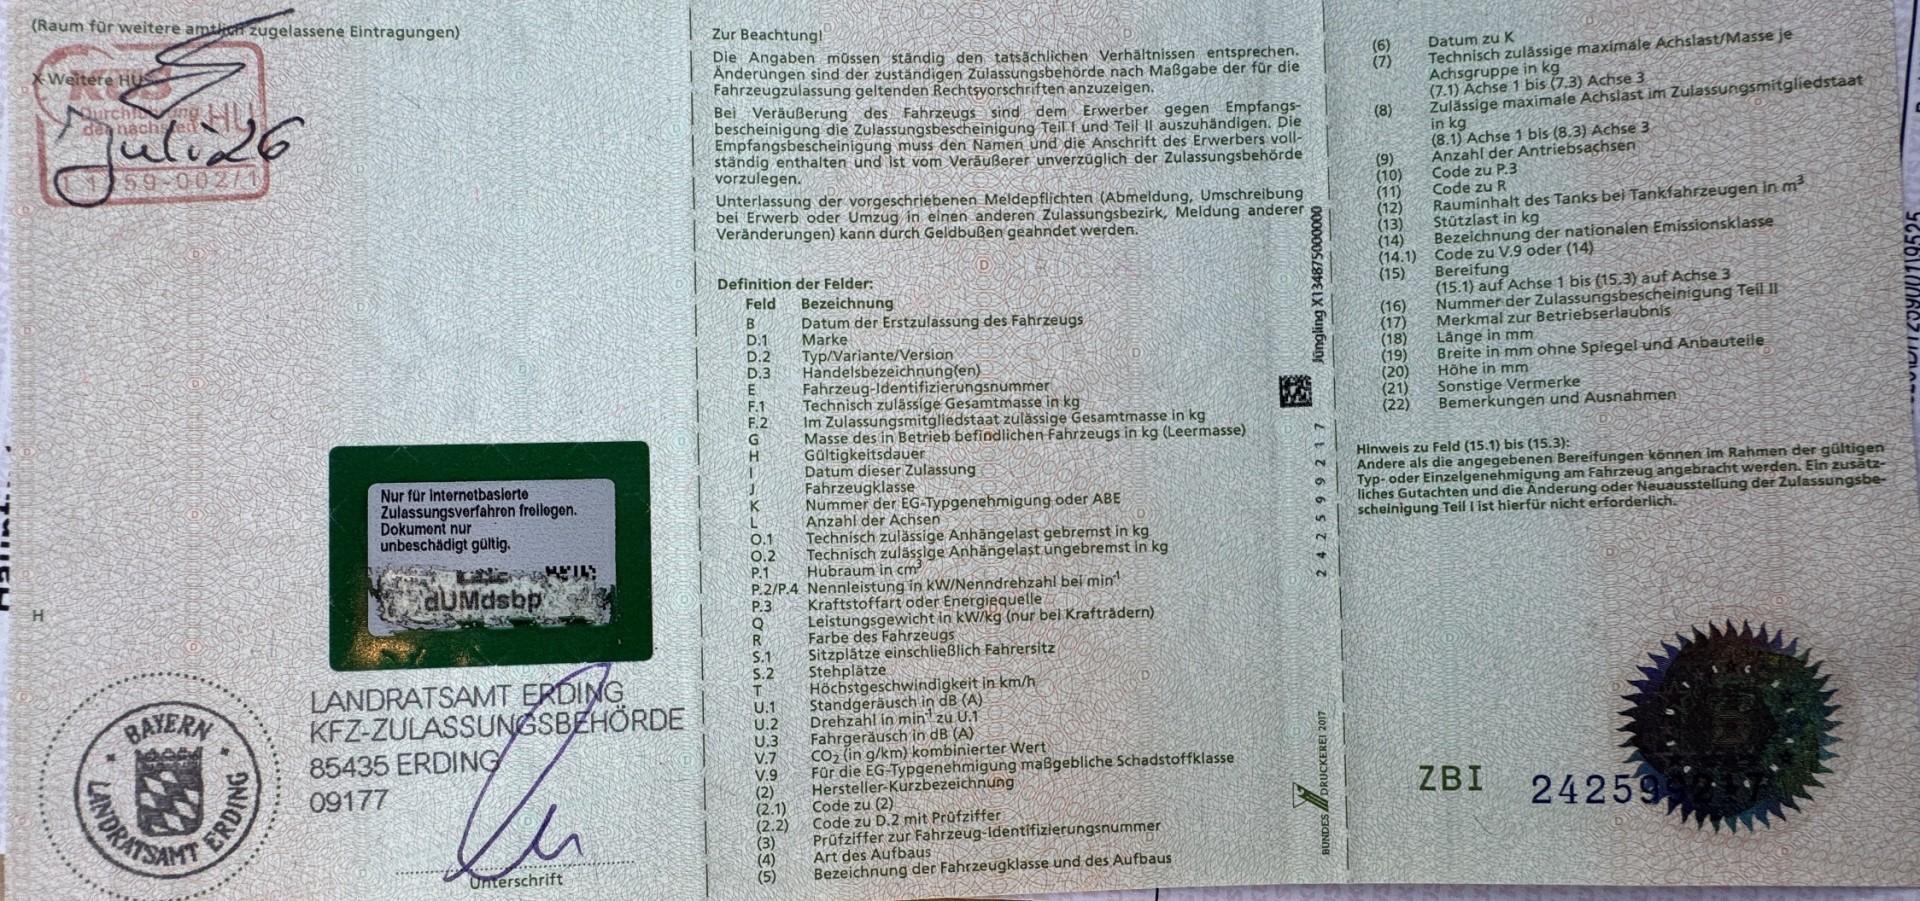 (Raum für weitere amtlich zugelassene Eintragungen)
X Weitere HU
KÜS
Durchführung
der nächsten HU
Juli 26
Nur für internetbasierte
Zulassungsverfahren freilegen.
Dokument nur
unbeschädigt gültig.
dUMdsbp
H
BAYERN
LANDRATSAMT ERDING
LANDRATSAMT ERDING
KFZ-ZULASSUNGSBEHÖRDE
85435 ERDING
09177
Unterschrift
Zur Beachtung!
Die Angaben müssen ständig den tatsächlichen Verhältnissen entsprechen.
Änderungen sind der zuständigen Zulassungsbehörde nach Maßgabe der für die
Fahrzeugzulassung geltenden Rechtsvorschriften anzuzeigen.
Bei Veräußerung des Fahrzeugs sind dem Erwerber gegen Empfangs-
bescheinigung die Zulassungsbescheinigung Teil I und Teil II auszuhändigen. Die
Empfangsbescheinigung muss den Namen und die Anschrift des Erwerbers voll-
ständig enthalten und ist vom Veräußerer unverzüglich der Zulassungsbehörde
vorzulegen.
Unterlassung der vorgeschriebenen Meldepflichten (Abmeldung, Umschreibung
bei Erwerb oder Umzug in einen anderen Zulassungsbezirk, Meldung anderer
Veränderungen) kann durch Geldbußen geahndet werden.
Definition der Felder:
Feld Bezeichnung
B Datum der Erstzulassung des Fahrzeugs
D.1 Marke
D.2 Typ/Variante/Version
D.3 Handelsbezeichnung(en)
E Fahrzeug-Identifizierungsnummer
F.1 Technisch zulässige Gesamtmasse in kg
F.2 Im Zulassungsmitgliedstaat zulässige Gesamtmasse in kg
G Masse des in Betrieb befindlichen Fahrzeugs in kg (Leermasse)
H Gültigkeitsdauer
I Datum dieser Zulassung
J Fahrzeugklasse
K Nummer der EG-Typgenehmigung oder ABE
L Anzahl der Achsen
O.1 Technisch zulässige Anhängelast gebremst in kg
O.2 Technisch zulässige Anhängelast ungebremst in kg
P.1 Hubraum in cm³
P.2/P.4 Nennleistung in kW/Nenndrehzahl bei min⁻¹
P.3 Kraftstoffart oder Energiequelle
Q Leistungsgewicht in kW/kg (nur bei Krafträdern)
R Farbe des Fahrzeugs
S.1 Sitzplätze einschließlich Fahrersitz
S.2 Stehplätze
T Höchstgeschwindigkeit in km/h
U.1 Standgeräusch in dB (A)
U.2 Drehzahl in min⁻¹ zu U.1
U.3 Fahrgeräusch in dB (A)
V.7 CO₂ (in g/km) kombinierter Wert
V.9 Für die EG-Typgenehmigung maßgebliche Schadstoffklasse
(2) Hersteller-Kurzbezeichnung
(2.1) Code zu (2)
(2.2) Code zu D.2 mit Prüfziffer
(3) Prüfziffer zur Fahrzeug-Identifizierungsnummer
(4) Art des Aufbaus
(5) Bezeichnung der Fahrzeugklasse und des Aufbaus
Jüngling X134875000000
242599217
BUNDESDRUCKEREI 2017
(6) Datum zu K
(7) Technisch zulässige maximale Achslast/Masse je
Achsgruppe in kg
(7.1) Achse 1 bis (7.3) Achse 3
(8) Zulässige maximale Achslast im Zulassungsmitgliedstaat
in kg
(8.1) Achse 1 bis (8.3) Achse 3
(9) Anzahl der Antriebsachsen
(10) Code zu P.3
(11) Code zu R
(12) Rauminhalt des Tanks bei Tankfahrzeugen in m³
(13) Stützlast in kg
(14) Bezeichnung der nationalen Emissionsklasse
(14.1) Code zu V.9 oder (14)
(15) Bereifung
(15.1) auf Achse 1 bis (15.3) auf Achse 3
(16) Nummer der Zulassungsbescheinigung Teil II
(17) Merkmal zur Betriebserlaubnis
(18) Länge in mm
(19) Breite in mm ohne Spiegel und Anbauteile
(20) Höhe in mm
(21) Sonstige Vermerke
(22) Bemerkungen und Ausnahmen
Hinweis zu Feld (15.1) bis (15.3):
Andere als die angegebenen Bereifungen können im Rahmen der gültigen
Typ- oder Einzelgenehmigung am Fahrzeug angebracht werden. Ein zusätz-
liches Gutachten und die Änderung oder Neuausstellung der Zulassungsbe-
scheinigung Teil I ist hierfür nicht erforderlich.
ZBI 242599217